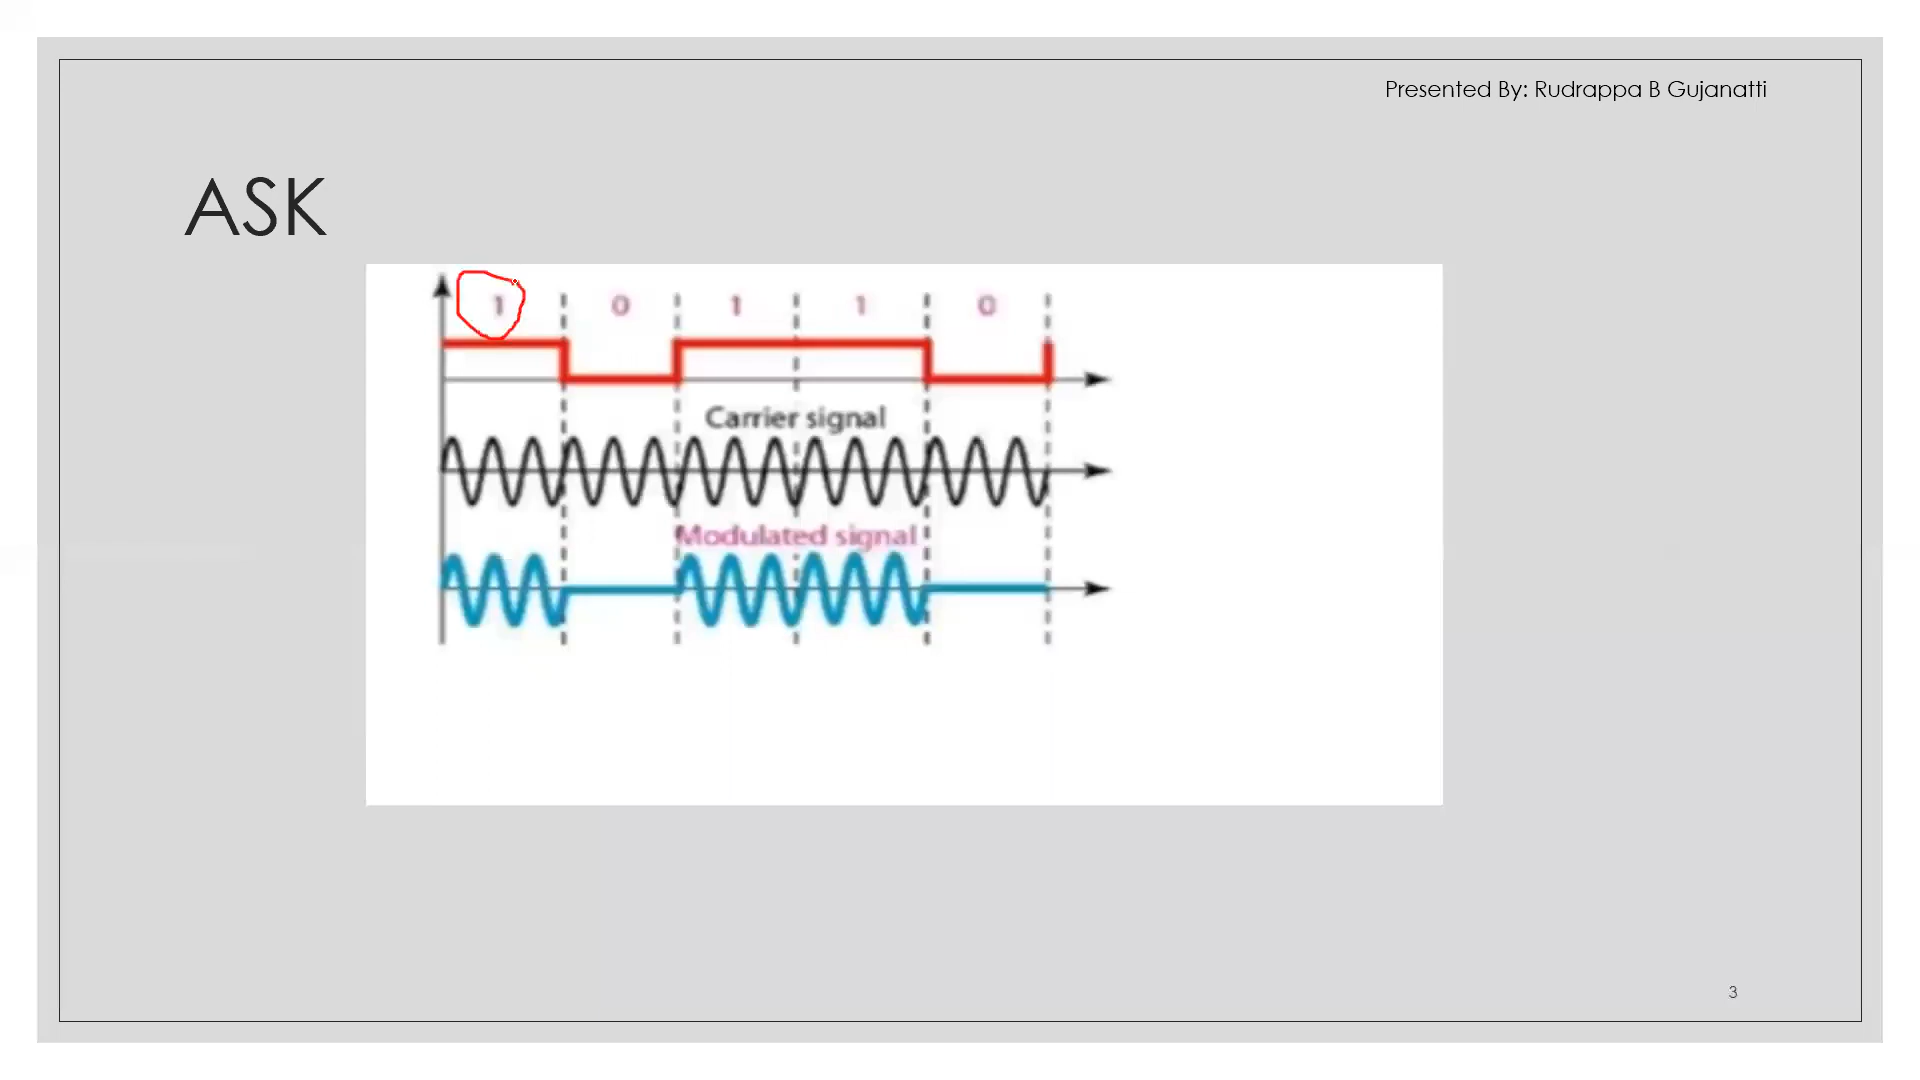 Presented By: Rudrappa B Gujanatti
ASK
1 0 1 1 0
Carrier signal
Modulated signal
3